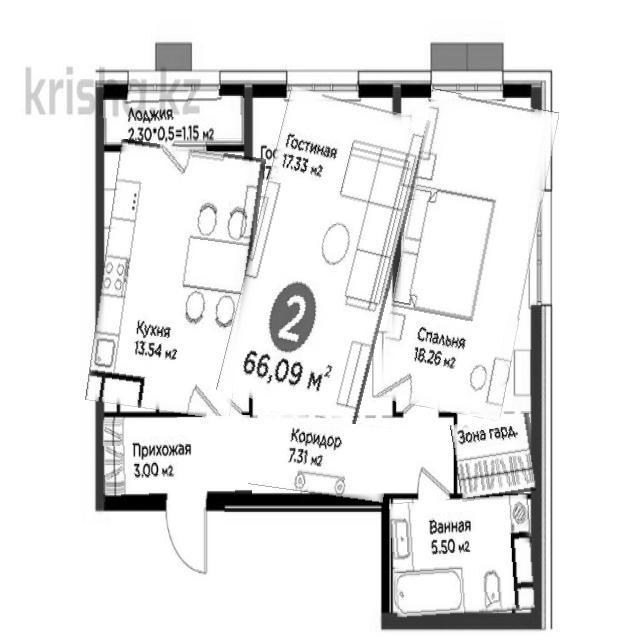 krisha.kz
Лоджия
2.30*0,5=1.15 м2
Гостиная
17.33 м2
Кухня
13.54 м2
2
66,09 м²
Спальня
18.26 м2
Прихожая
3.00 м2
Коридор
7.31 м2
Зона гард.
Ванная
5.50 м2